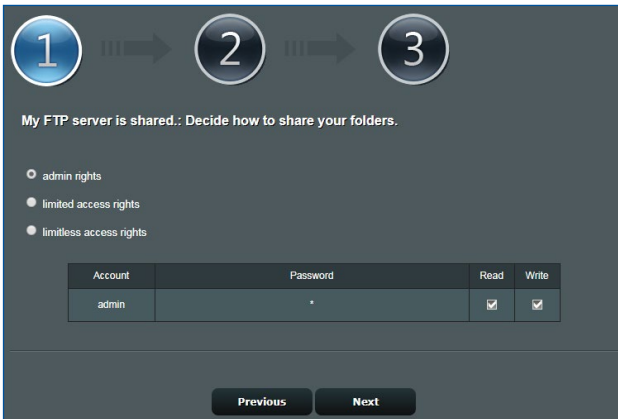 1 2 3
My FTP server is shared.: Decide how to share your folders.
admin rights
limited access rights
limitless access rights
Account Password Read Write
admin *
Previous Next